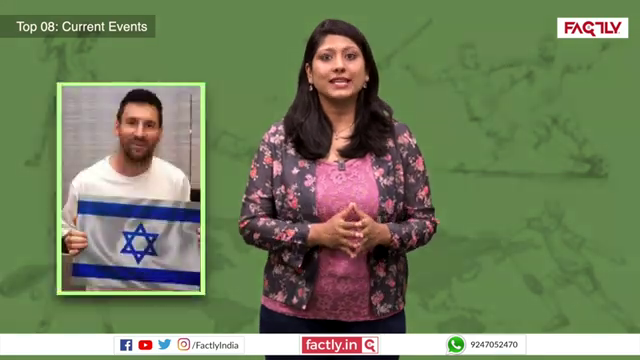 Top 08: Current Events
FACTLY
/FactlyIndia
factly.in
9247052470